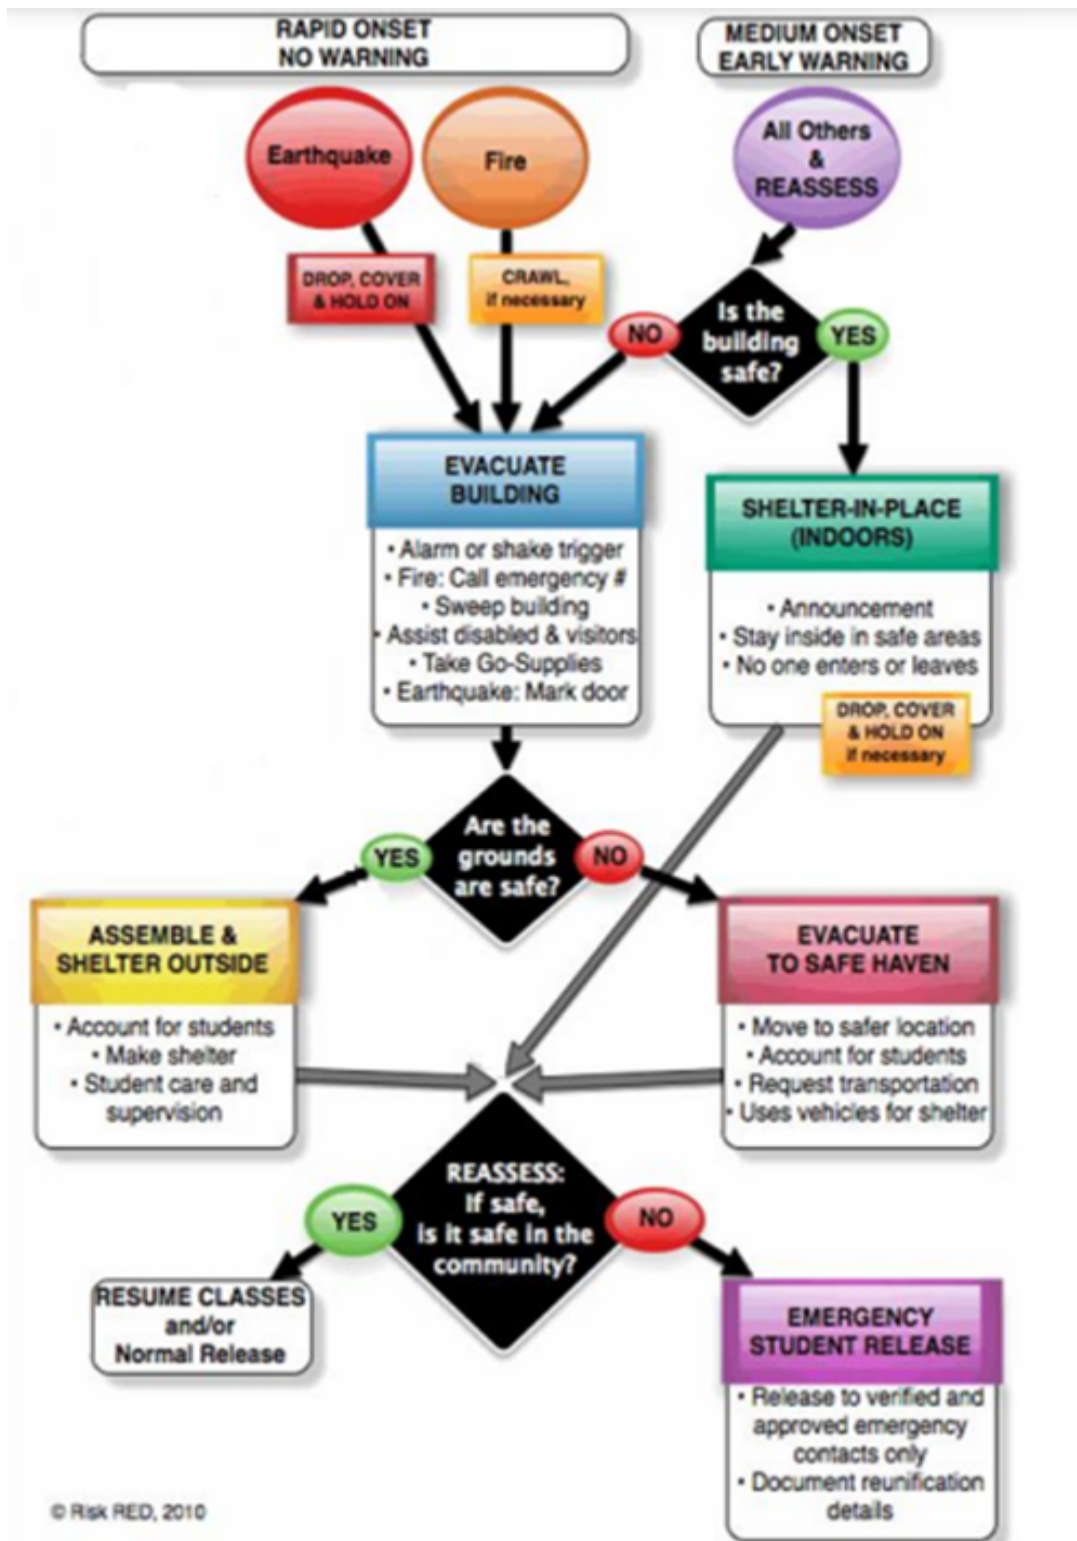 RAPID ONSET
NO WARNING
MEDIUM ONSET
EARLY WARNING
Earthquake
Fire
All Others
&
REASSESS
DROP, COVER
& HOLD ON
CRAWL,
if necessary
Is the
building
safe?
NO
YES
EVACUATE
BUILDING
• Alarm or shake trigger
• Fire: Call emergency #
• Sweep building
• Assist disabled & visitors
• Take Go-Supplies
• Earthquake: Mark door
SHELTER-IN-PLACE
(INDOORS)
• Announcement
• Stay inside in safe areas
• No one enters or leaves
DROP, COVER
& HOLD ON
if necessary
Are the
grounds
are safe?
YES
NO
ASSEMBLE &
SHELTER OUTSIDE
• Account for students
• Make shelter
• Student care and
supervision
EVACUATE
TO SAFE HAVEN
• Move to safer location
• Account for students
• Request transportation
• Uses vehicles for shelter
REASSESS:
If safe,
is it safe in the
community?
YES
NO
RESUME CLASSES
and/or
Normal Release
EMERGENCY
STUDENT RELEASE
• Release to verified and
approved emergency
contacts only
• Document reunification
details
© Risk RED, 2010